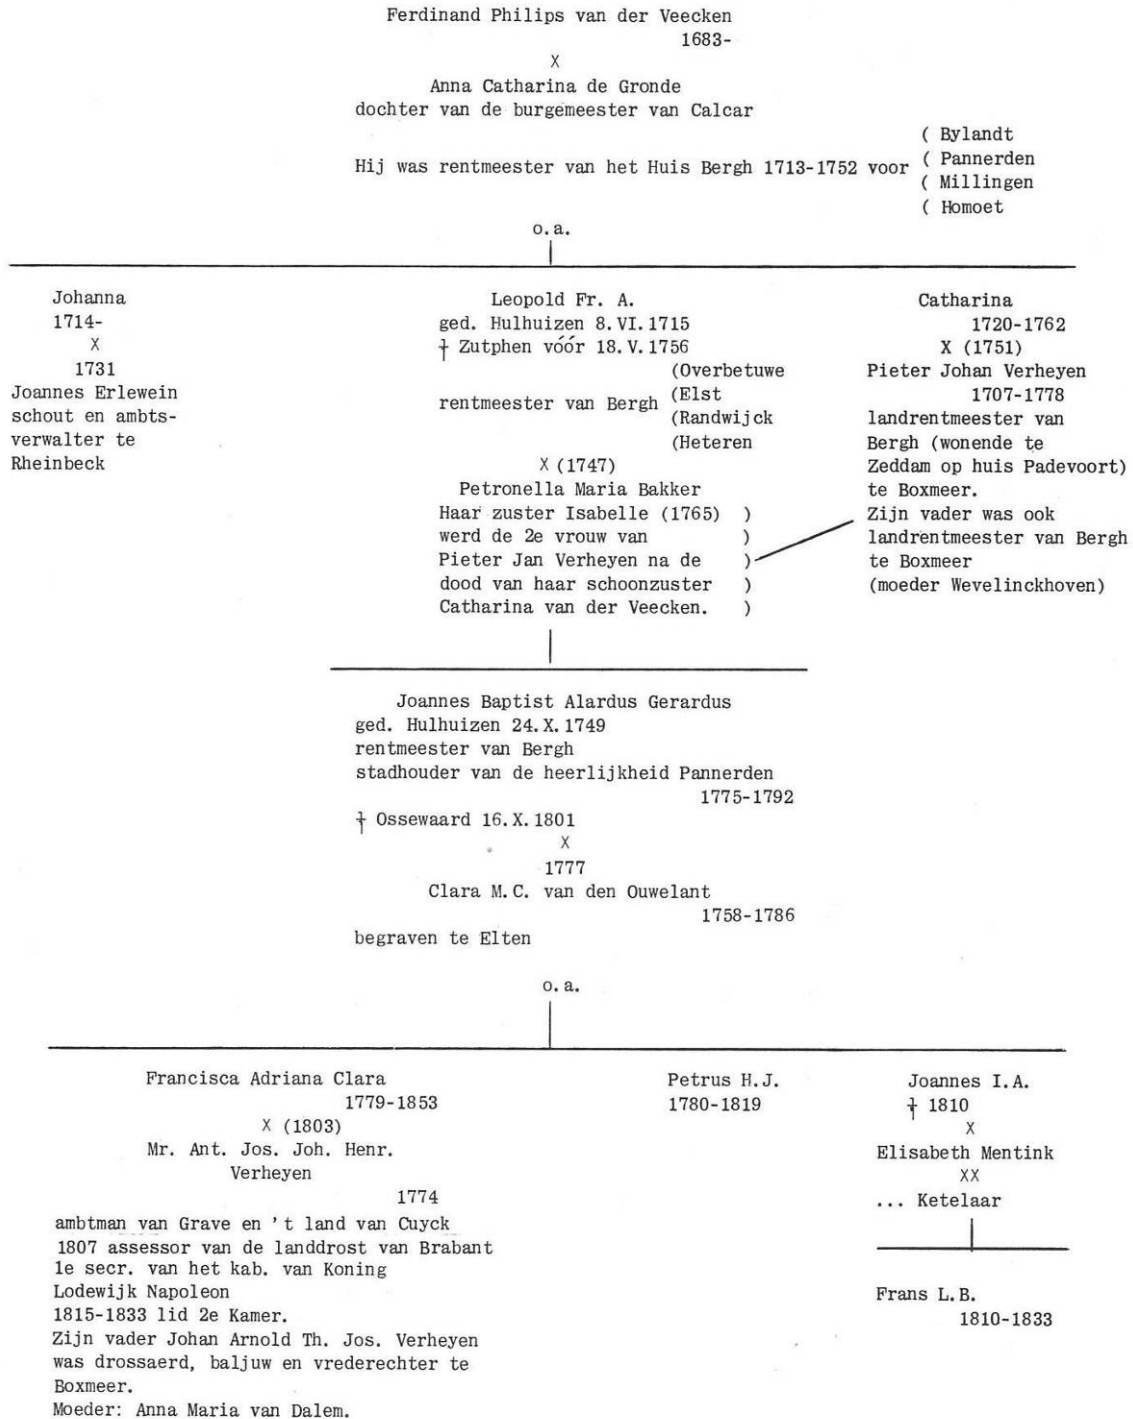 Ferdinand Philips van der Veecken
1683-
X
Anna Catharina de Gronde
dochter van de burgemeester van Calcar
Hij was rentmeester van het Huis Bergh 1713-1752 voor
( Bylandt
( Pannerden
( Millingen
( Homoet
o.a.
Johanna
1714-
X
1731
Joannes Erlewein
schout en ambts-
verwalter te
Rheinbeck
Leopold Fr. A.
ged. Hulhuizen 8.VI.1715
† Zutphen vóór 18.V.1756
rentmeester van Bergh
(Overbetuwe
(Elst
(Randwijck
(Heteren
X (1747)
Petronella Maria Bakker
Haar zuster Isabelle (1765) )
werd de 2e vrouw van )
Pieter Jan Verheyen na de )
dood van haar schoonzuster )
Catharina van der Veecken. )
Catharina
1720-1762
X (1751)
Pieter Johan Verheyen
1707-1778
landrentmeester van
Bergh (wonende te
Zeddam op huis Padevoort)
te Boxmeer.
Zijn vader was ook
landrentmeester van Bergh
te Boxmeer
(moeder Wevelinckhoven)
Joannes Baptist Alardus Gerardus
ged. Hulhuizen 24.X.1749
rentmeester van Bergh
stadhouder van de heerlijkheid Pannerden
1775-1792
† Ossewaard 16.X.1801
X
1777
Clara M.C. van den Ouwelant
1758-1786
begraven te Elten
o.a.
Francisca Adriana Clara
1779-1853
X (1803)
Mr. Ant. Jos. Joh. Henr.
Verheyen
1774
ambtman van Grave en 't land van Cuyck
1807 assessor van de landdrost van Brabant
1e secr. van het kab. van Koning
Lodewijk Napoleon
1815-1833 lid 2e Kamer.
Zijn vader Johan Arnold Th. Jos. Verheyen
was drossaerd, baljuw en vrederechter te
Boxmeer.
Moeder: Anna Maria van Dalem.
Petrus H.J.
1780-1819
Joannes I.A.
† 1810
X
Elisabeth Mentink
XX
... Ketelaar
Frans L.B.
1810-1833